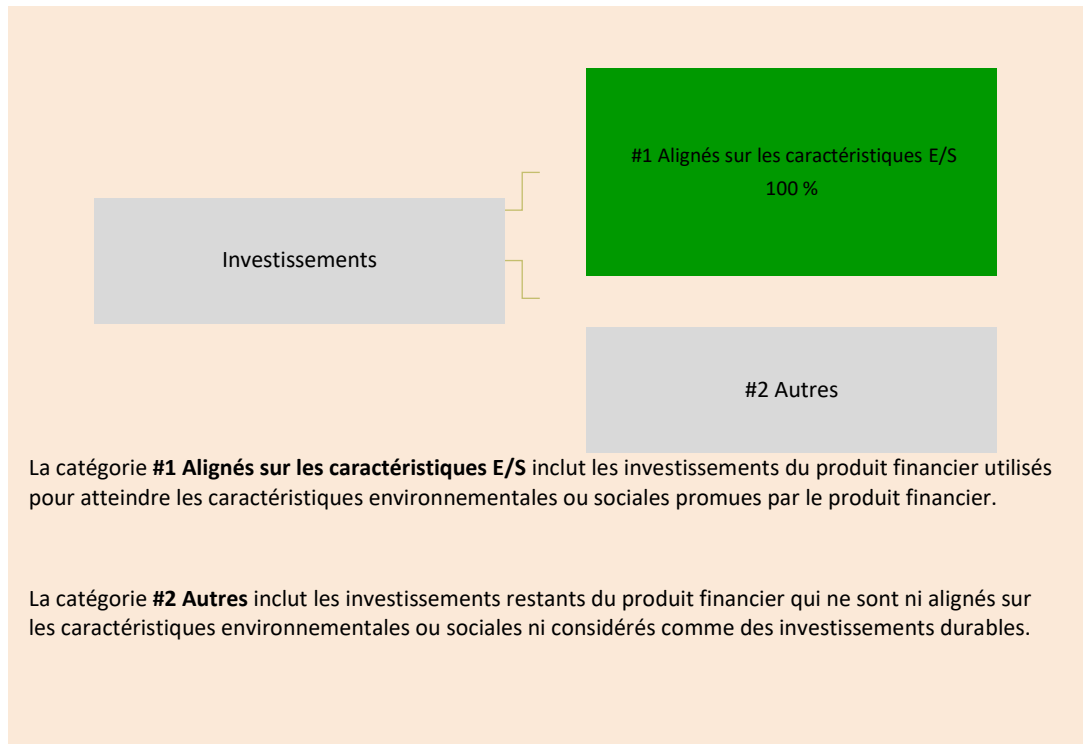 #1 Alignés sur les caractéristiques E/S
100 %
Investissements
#2 Autres
La catégorie #1 Alignés sur les caractéristiques E/S inclut les investissements du produit financier utilisés
pour atteindre les caractéristiques environnementales ou sociales promues par le produit financier.
La catégorie #2 Autres inclut les investissements restants du produit financier qui ne sont ni alignés sur
les caractéristiques environnementales ou sociales ni considérés comme des investissements durables.